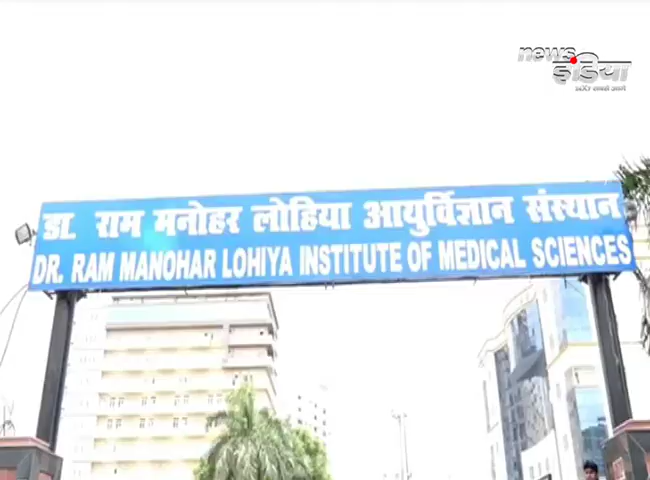 news
इंडिया
डा. राम मनोहर लोहिया आयुर्विज्ञान संस्थान
DR. RAM MANOHAR LOHIYA INSTITUTE OF MEDICAL SCIENCES